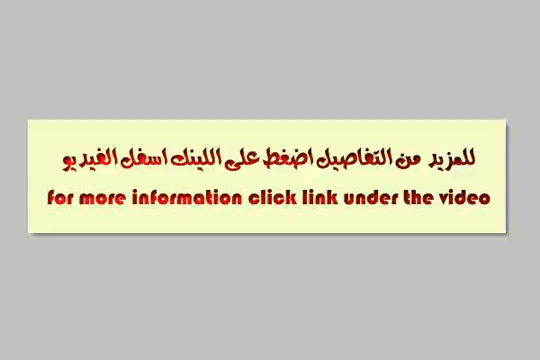 للمزيد من التفاصيل اضغط على اللينك اسفل الفيديو
for more information click link under the video